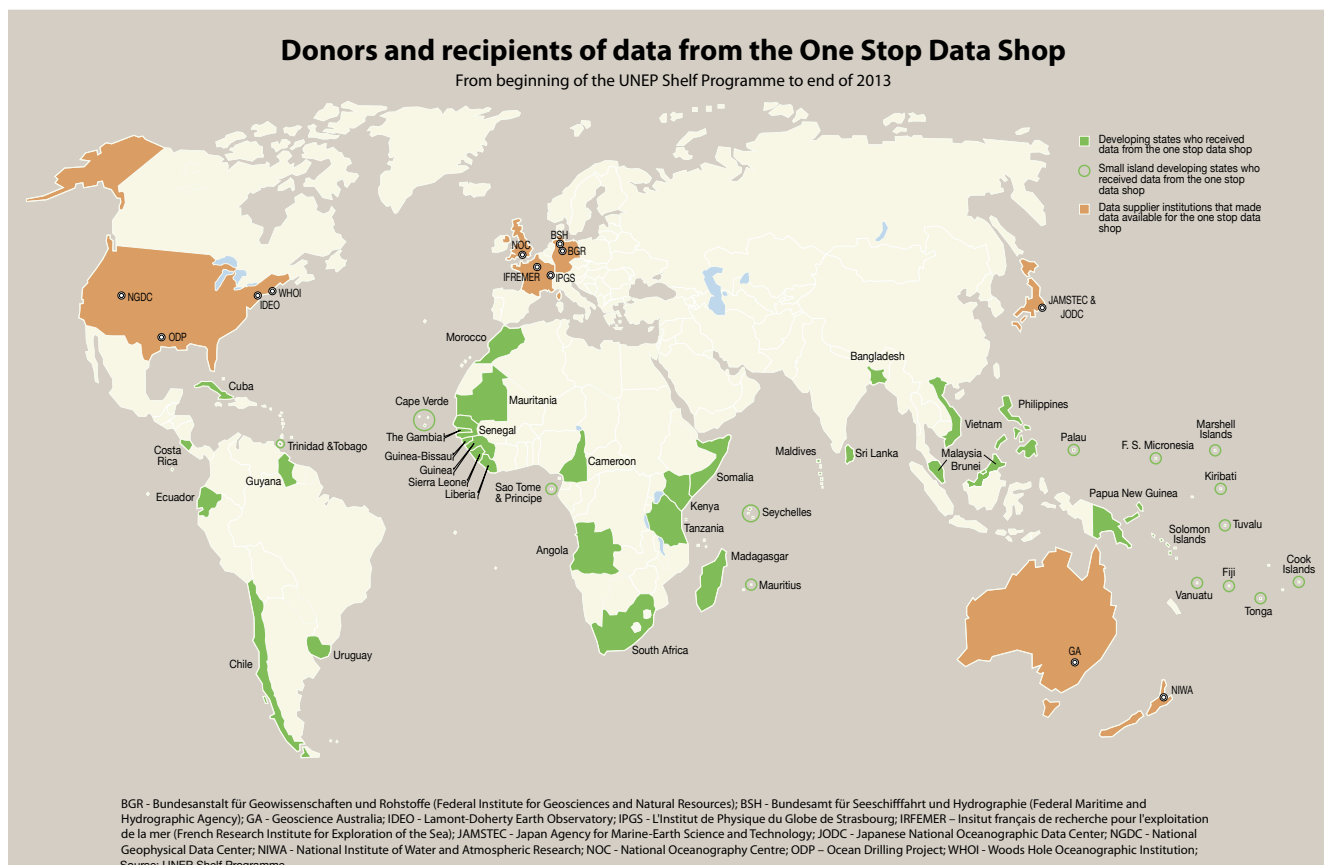 Donors and recipients of data from the One Stop Data Shop
From beginning of the UNEP Shelf Programme to end of 2013
Developing states who received
data from the one stop data shop
Small island developing states who
received data from the one stop
data shop
Data supplier institutions that made
data available for the one stop data
shop
NGDC
ODP
WHOI
IDEO
NOC
BSH
BGR
IFREMER
IPGS
JAMSTEC &
JODC
Morocco
Cuba
Cape Verde
Mauritania
Bangladesh
Philippines
The Gambia
Senegal
Costa
Rica
Trinidad &Tobago
Guinea-Bissau
Guinea
Sierra Leone
Liberia
Guyana
Ecuador
Cameroon
Sao Tome
& Principe
Somalia
Kenya
Tanzania
Seychelles
Maldives
Sri Lanka
Vietnam
Malaysia
Brunei
Palau
F. S. Micronesia
Marshell
Islands
Kiribati
Papua New Guinea
Solomon
Islands
Tuvalu
Angola
Madagasgar
Mauritius
Vanuatu
Fiji
Tonga
Cook
Islands
South Africa
Chile
Uruguay
GA
NIWA
BGR - Bundesanstalt für Geowissenschaften und Rohstoffe (Federal Institute for Geosciences and Natural Resources); BSH - Bundesamt für Seeschifffahrt und Hydrographie (Federal Maritime and
Hydrographic Agency); GA - Geoscience Australia; IDEO - Lamont-Doherty Earth Observatory; IPGS - L'Institut de Physique du Globe de Strasbourg; IRFEMER – Insitut français de recherche pour l'exploitation
de la mer (French Research Institute for Exploration of the Sea); JAMSTEC - Japan Agency for Marine-Earth Science and Technology; JODC - Japanese National Oceanographic Data Center; NGDC - National
Geophysical Data Center; NIWA - National Institute of Water and Atmospheric Research; NOC - National Oceanography Centre; ODP – Ocean Drilling Project; WHOI - Woods Hole Oceanographic Institution;
Source: UNEP Shelf Programme